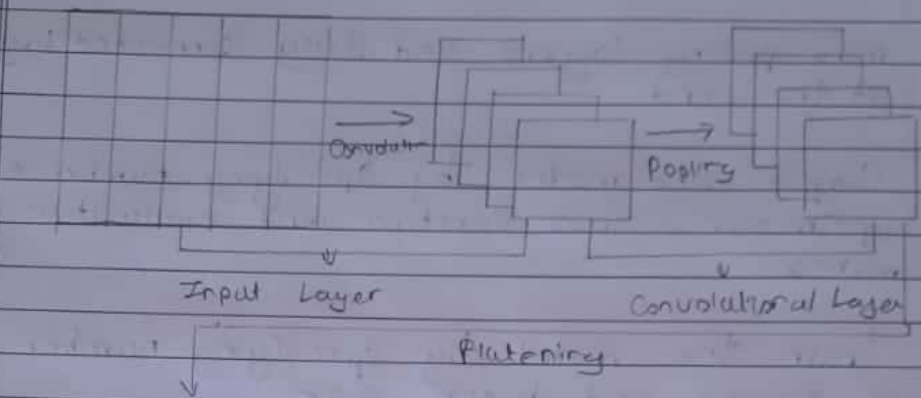 Convolution
Pooling
Input Layer
Convolutional Layer
Flatening